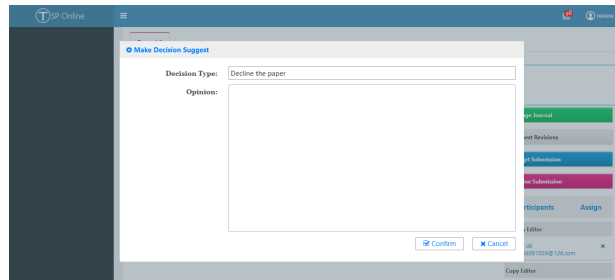 TSP Online
review
Make Decision Suggest
Decision Type:
Decline the paper
Opinion:
Journal
Revisions
Submission
Submission
Participants
Assign
Editor
Confirm
Cancel
Copy Editor